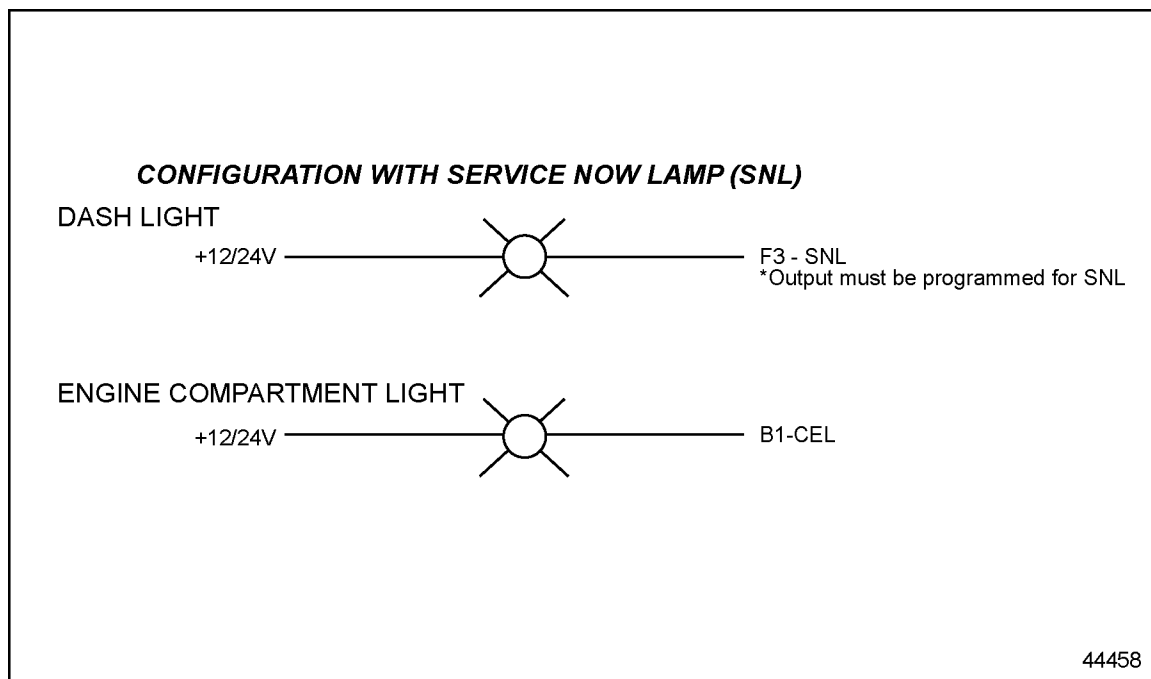 CONFIGURATION WITH SERVICE NOW LAMP (SNL)
DASH LIGHT
+12/24V
F3 - SNL
*Output must be programmed for SNL
ENGINE COMPARTMENT LIGHT
+12/24V
B1-CEL
44458